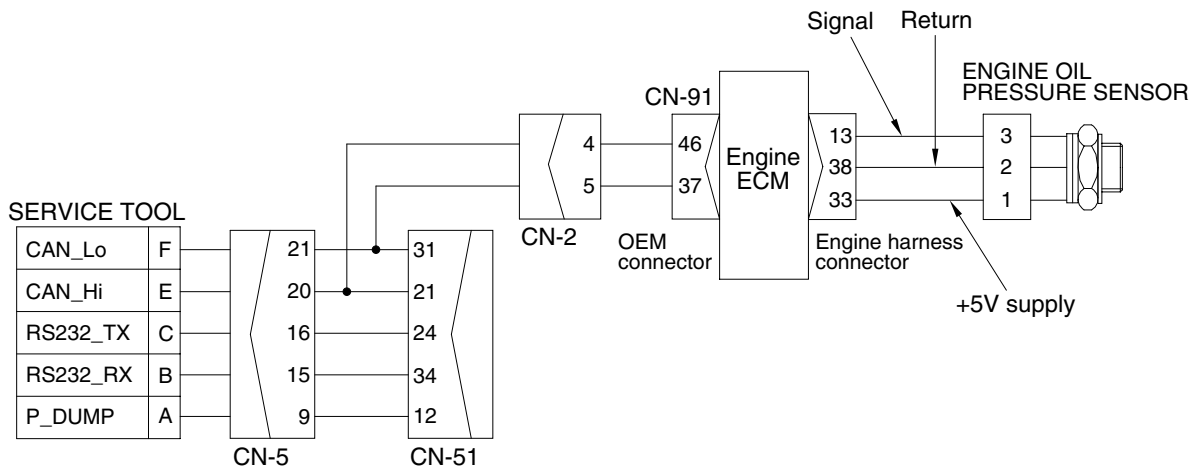 Signal Return
ENGINE OIL
PRESSURE SENSOR
CN-91
4 46 Engine 13 3
ECM 38 2
5 37 33 1
SERVICE TOOL
CN-2 OEM
connector Engine harness
connector
+5V supply
CAN_Lo F 21 31
CAN_Hi E 20 21
RS232_TX C 16 24
RS232_RX B 15 34
P_DUMP A 9 12
CN-5 CN-51